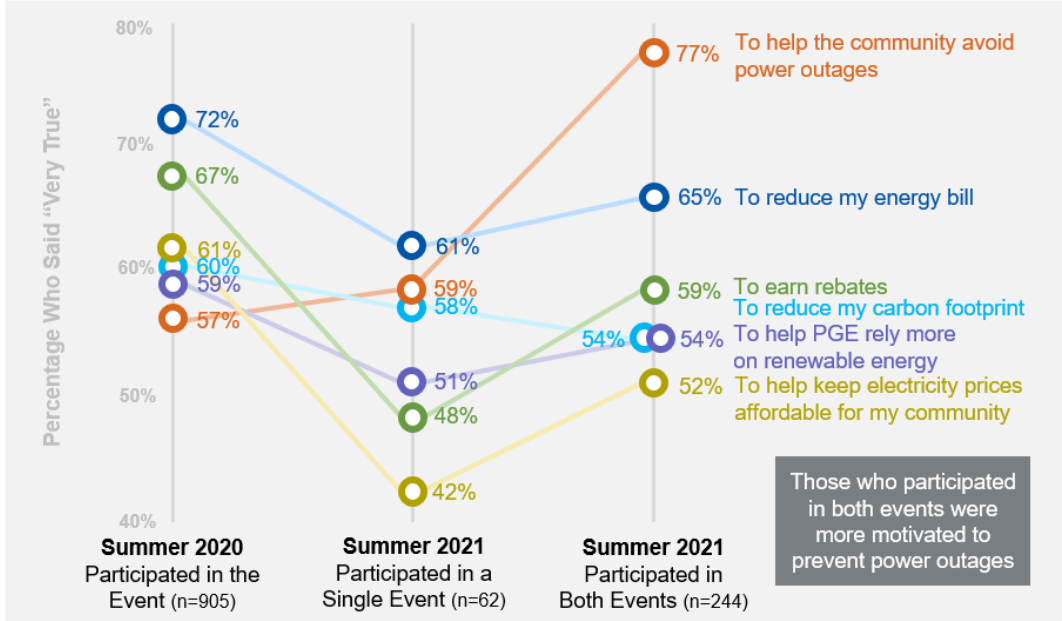 80%
70%
60%
50%
40%
Percentage Who Said “Very True”
72%
67%
61%
60%
59%
57%
61%
59%
58%
51%
48%
42%
77%
65%
59%
54%
54%
52%
To help the community avoid
power outages
To reduce my energy bill
To earn rebates
To reduce my carbon footprint
To help PGE rely more
on renewable energy
To help keep electricity prices
affordable for my community
Those who participated
in both events were
more motivated to
prevent power outages
Summer 2020
Participated in the
Event (n=905)
Summer 2021
Participated in a
Single Event (n=62)
Summer 2021
Participated in
Both Events (n=244)